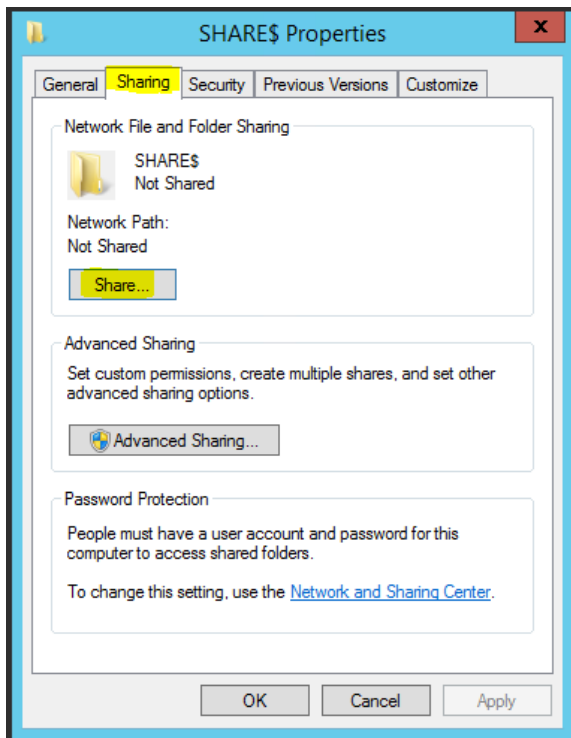 SHARE$ Properties
x
General Sharing Security Previous Versions Customize
Network File and Folder Sharing
SHARE$
Not Shared
Network Path:
Not Shared
Share...
Advanced Sharing
Set custom permissions, create multiple shares, and set other
advanced sharing options.
Advanced Sharing...
Password Protection
People must have a user account and password for this
computer to access shared folders.
To change this setting, use the Network and Sharing Center.
OK Cancel Apply